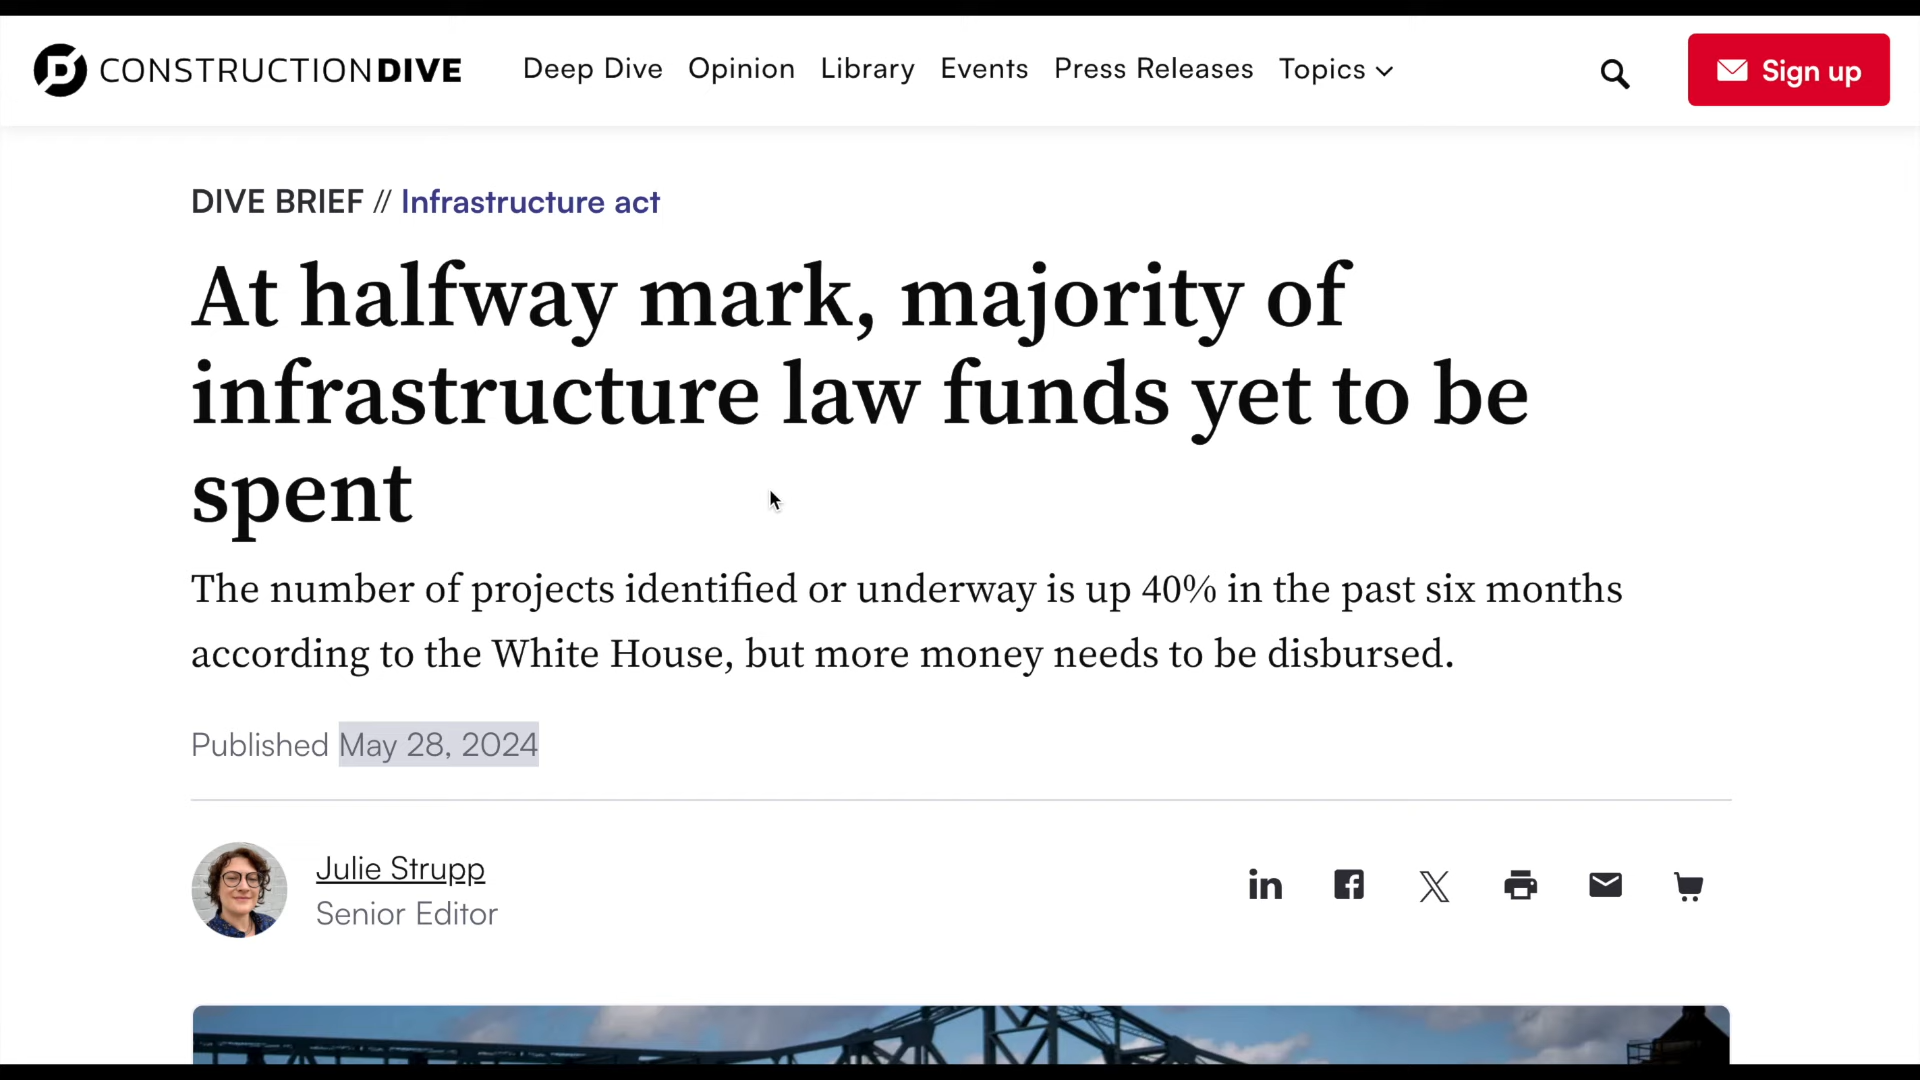 CONSTRUCTIONDIVE Deep Dive Opinion Library Events Press Releases Topics Sign up
DIVE BRIEF // Infrastructure act
At halfway mark, majority of
infrastructure law funds yet to be
spent
The number of projects identified or underway is up 40% in the past six months
according to the White House, but more money needs to be disbursed.
Published May 28, 2024
Julie Strupp
Senior Editor